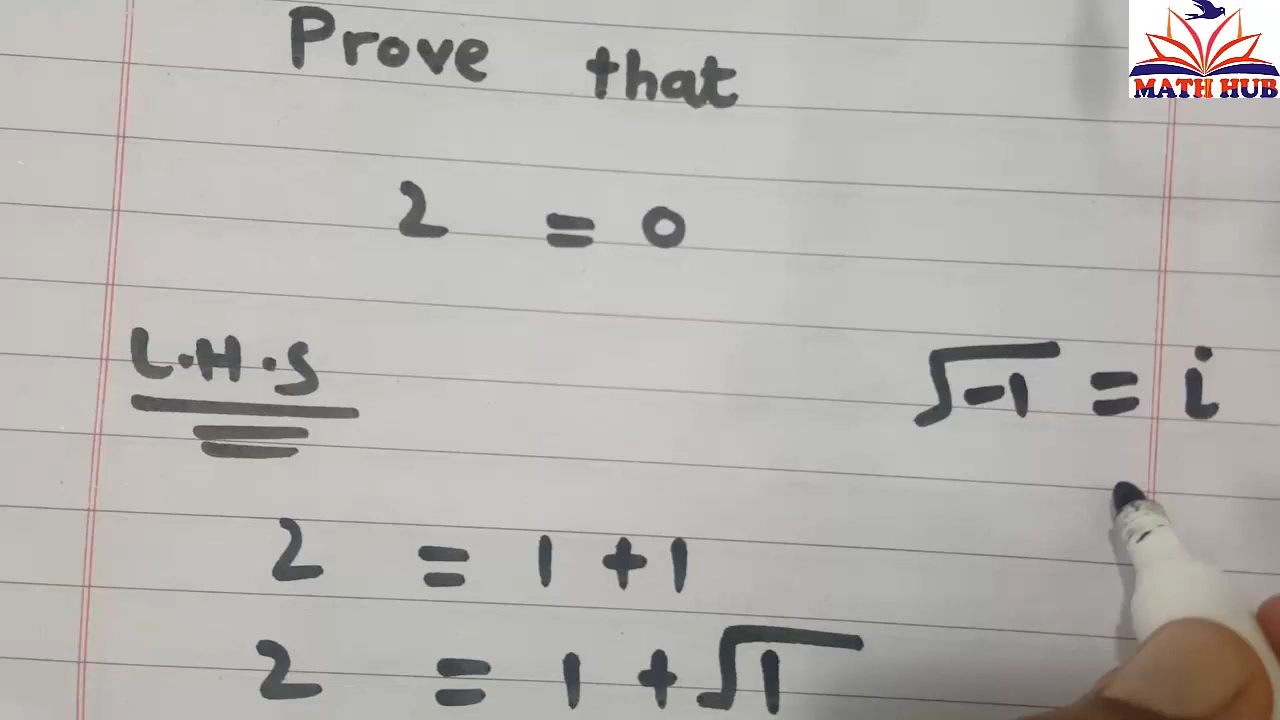 MATH HUB
Prove that
2 = 0
L.H.S
√-1 = i
2 = 1 + 1
2 = 1 + √1